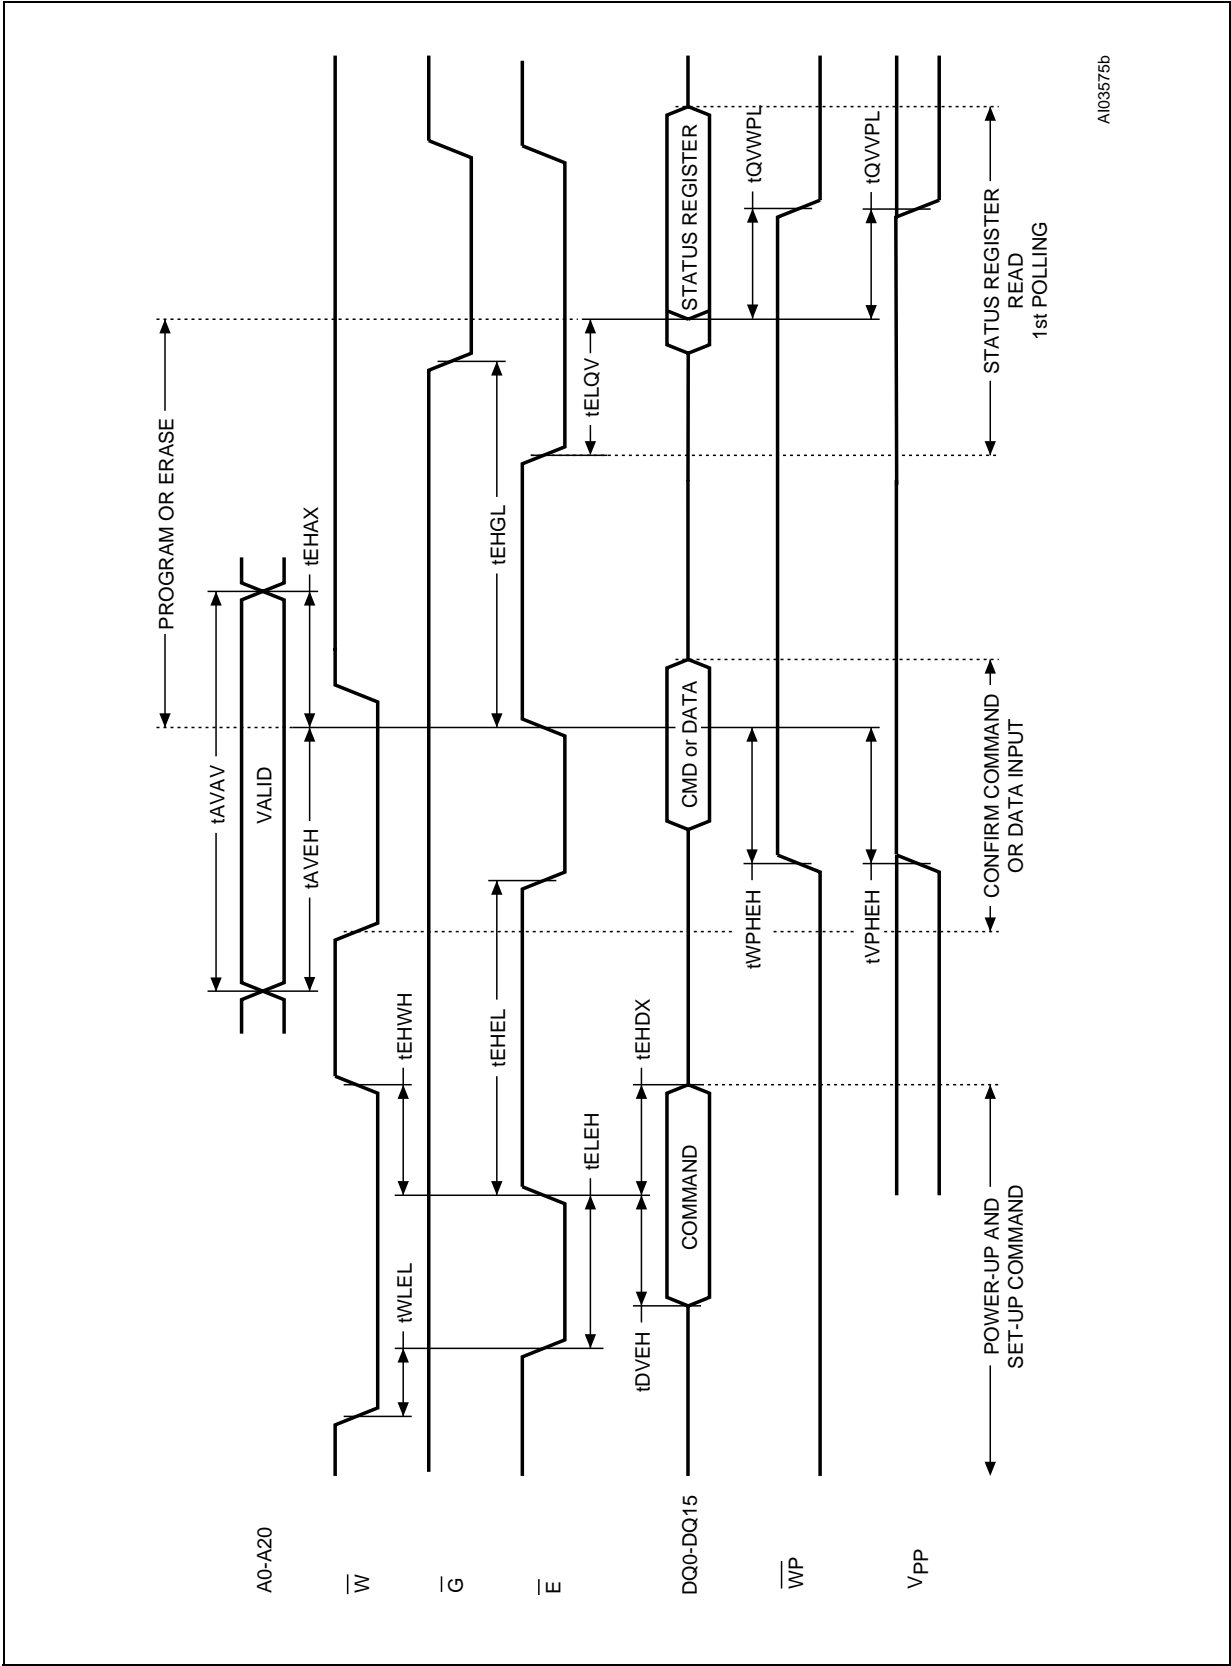 PROGRAM OR ERASE
tAVAV
A0-A20
VALID
tAVEH
tEHAX
W
tWLEL
tEHWH
G
tEHEL
tEHGL
E
tELEH
tELQV
tDVEH
tEHDX
DQ0-DQ15
COMMAND
CMD or DATA
STATUS REGISTER
tWPHEH
tQVWPL
WP
tVPHEH
tQVVPL
VPP
POWER-UP AND
SET-UP COMMAND
CONFIRM COMMAND
OR DATA INPUT
STATUS REGISTER
READ
1st POLLING
AI03575b